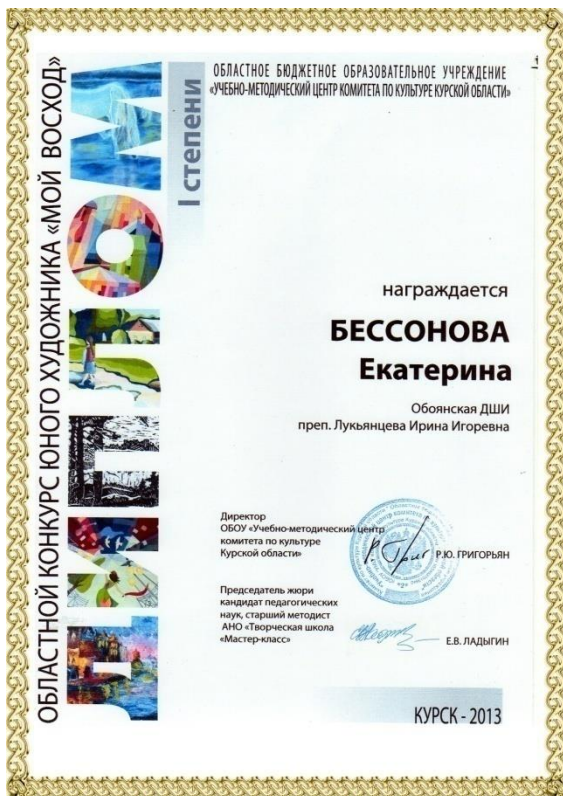 ОБЛАСТНОЕ БЮДЖЕТНОЕ ОБРАЗОВАТЕЛЬНОЕ УЧРЕЖДЕНИЕ
«УЧЕБНО-МЕТОДИЧЕСКИЙ ЦЕНТР КОМИТЕТА ПО КУЛЬТУРЕ КУРСКОЙ ОБЛАСТИ»
ОБЛАСТНОЙ КОНКУРС ЮНОГО ХУДОЖНИКА «МОЙ ВОСХОД»
ДИПЛОМ
I степени
награждается
БЕССОНОВА
Екатерина
Обоянская ДШИ
преп. Лукьянцева Ирина Игоревна
Директор
ОБОУ «Учебно-методический центр
комитета по культуре
Курской области»
Р.Ю. ГРИГОРЬЯН
Председатель жюри
кандидат педагогических
наук, старший методист
АНО «Творческая школа
«Мастер-класс»
Е.В. ЛАДЫГИН
КУРСК - 2013